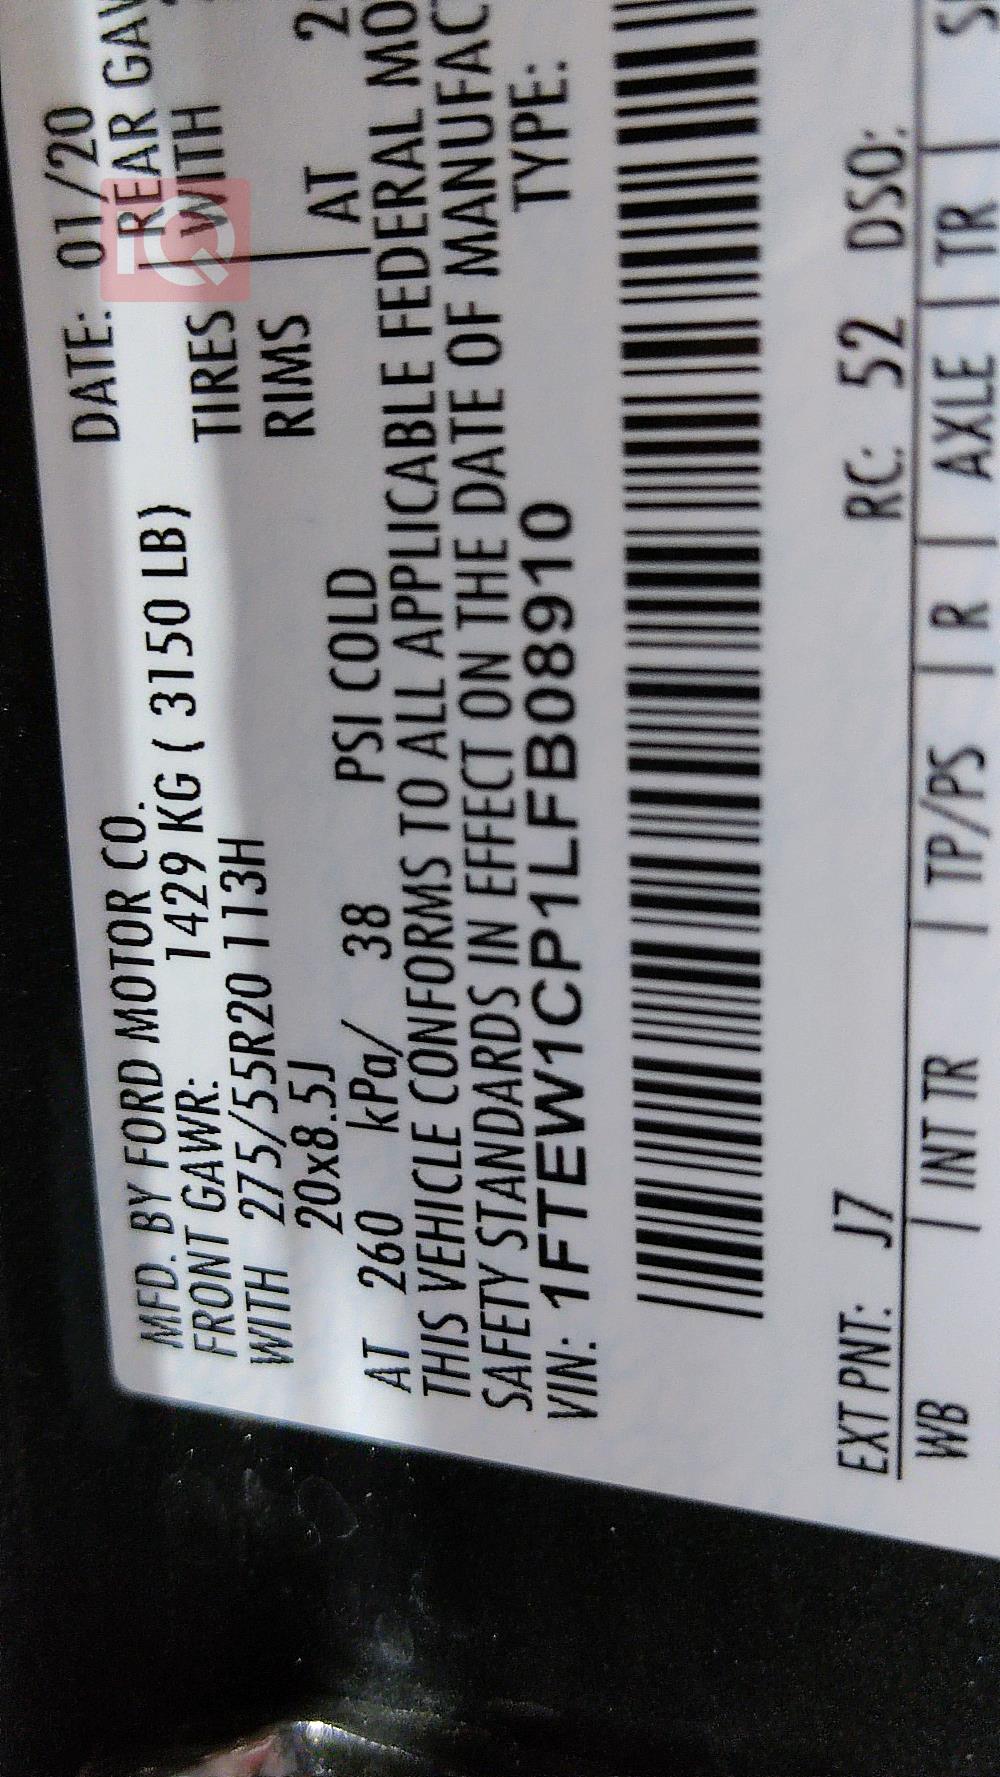 MFD. BY FORD MOTOR CO.
DATE: 01/20
FRONT GAWR: 1429 KG ( 3150 LB)
REAR GAW
WITH 275/55R20 113H
TIRES WITH
20x8.5J
RIMS
AT 260 kPa/ 38 PSI COLD
AT 2
THIS VEHICLE CONFORMS TO ALL APPLICABLE FEDERAL MO
SAFETY STANDARDS IN EFFECT ON THE DATE OF MANUFAC
VIN: 1FTEW1CP1LFB08910
TYPE:
EXT PNT: J7 RC: 52 DSO:
WB | INT TR | TP/PS | R | AXLE | TR | S